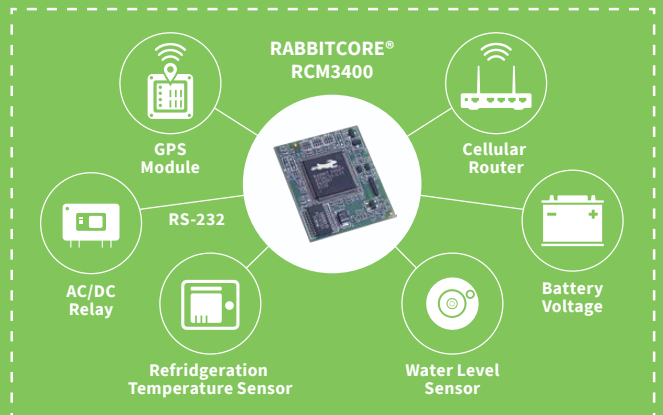 RABBITCORE®
RCM3400
GPS
Module
Cellular
Router
RS-232
AC/DC
Relay
Battery
Voltage
Refridgeration
Temperature Sensor
Water Level
Sensor